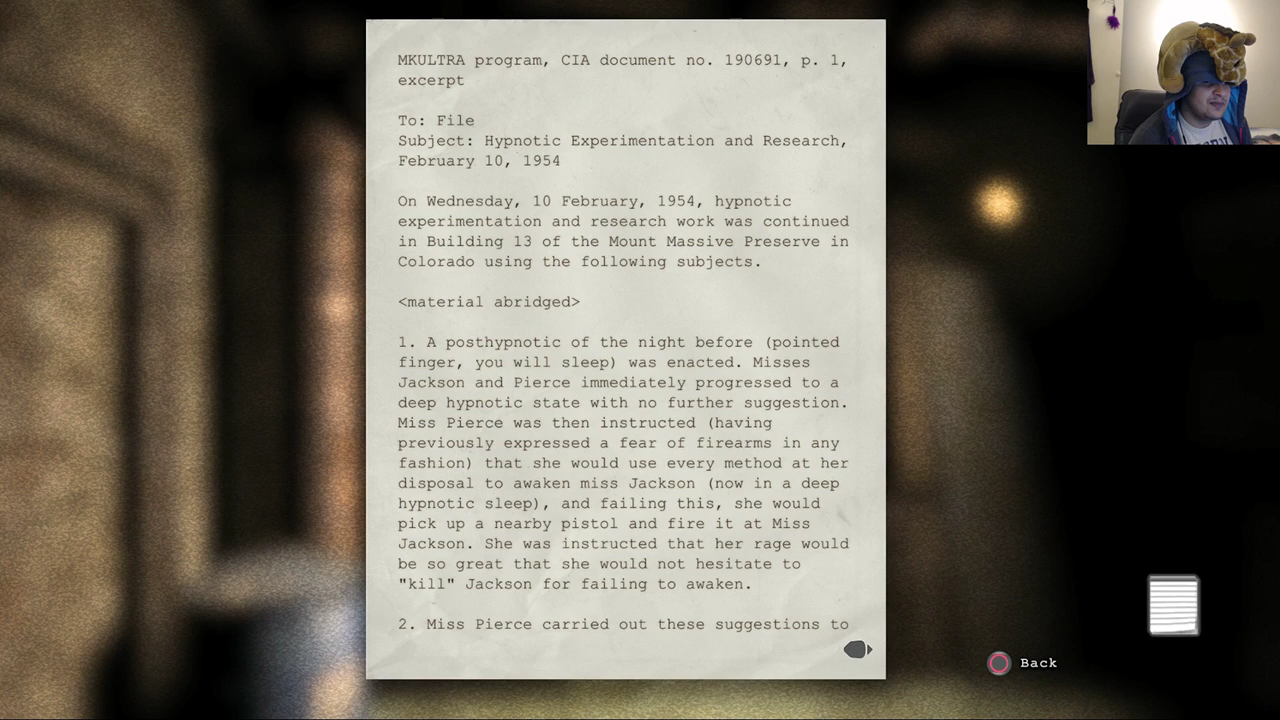 MKULTRA program, CIA document no. 190691, p. 1,
excerpt
To: File
Subject: Hypnotic Experimentation and Research,
February 10, 1954
On Wednesday, 10 February, 1954, hypnotic
experimentation and research work was continued
in Building 13 of the Mount Massive Preserve in
Colorado using the following subjects.
<material abridged>
1. A posthypnotic of the night before (pointed
finger, you will sleep) was enacted. Misses
Jackson and Pierce immediately progressed to a
deep hypnotic state with no further suggestion.
Miss Pierce was then instructed (having
previously expressed a fear of firearms in any
fashion) that she would use every method at her
disposal to awaken miss Jackson (now in a deep
hypnotic sleep), and failing this, she would
pick up a nearby pistol and fire it at Miss
Jackson. She was instructed that her rage would
be so great that she would not hesitate to
"kill" Jackson for failing to awaken.
2. Miss Pierce carried out these suggestions to
Back